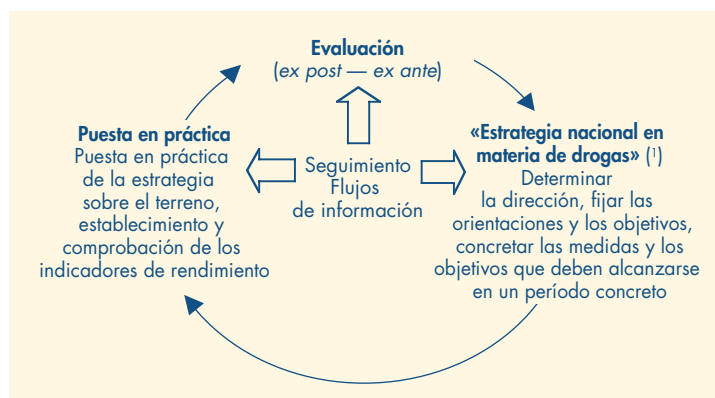 Evaluación
(ex post — ex ante)
Puesta en práctica
Puesta en práctica
de la estrategia
sobre el terreno,
establecimiento y
comprobación de los
indicadores de rendimiento
Seguimiento
Flujos
de información
«Estrategia nacional en
materia de drogas» (¹)
Determinar
la dirección, fijar las
orientaciones y los objetivos,
concretar las medidas y los
objetivos que deben alcanzarse
en un período concreto